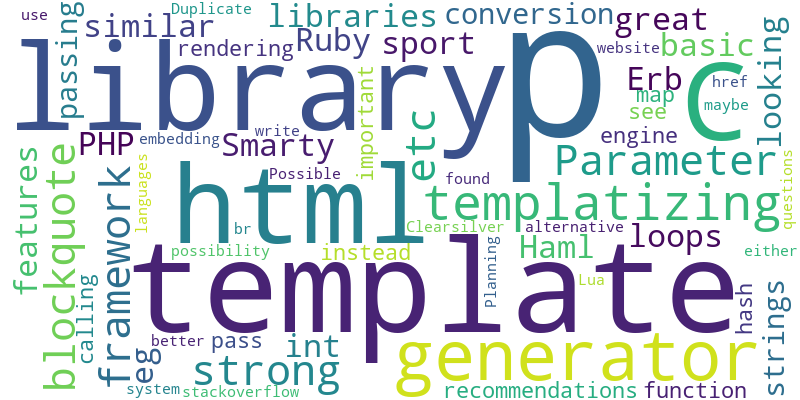 use
Duplicate
libraries
conversion
great
similar
passing
Ruby
sport
rendering
website
basic
looking
library
p
C
Erb
href
map
maybe
see
important
etc
write
embedding
PHP
Smarty
engine
Possible
found
Parameter
languages
features
blockquote
framework
html
templatizing
questions
br
Clearsilver
alternative
loops
possibility
instead
Haml
either
calling
template
Planning
Lua
hash
strings
eg
better
pass
int
generator
strong
system
stackoverflow
recommendations
function